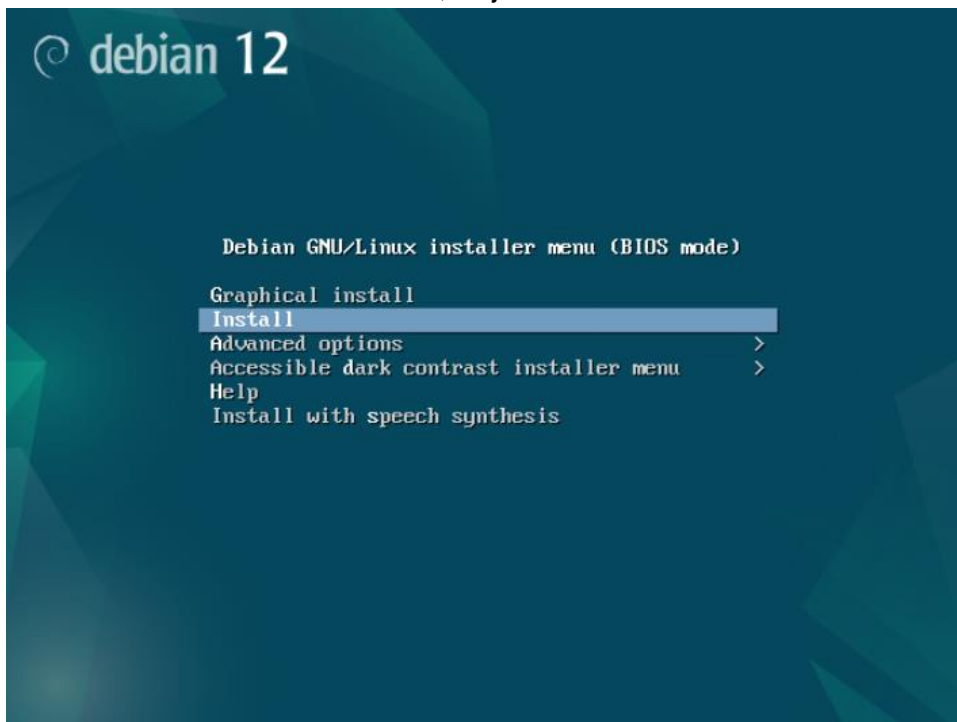 debian 12
Debian GNU/Linux installer menu (BIOS mode)
Graphical install
Install
Advanced options >
Accessible dark contrast installer menu >
Help
Install with speech synthesis